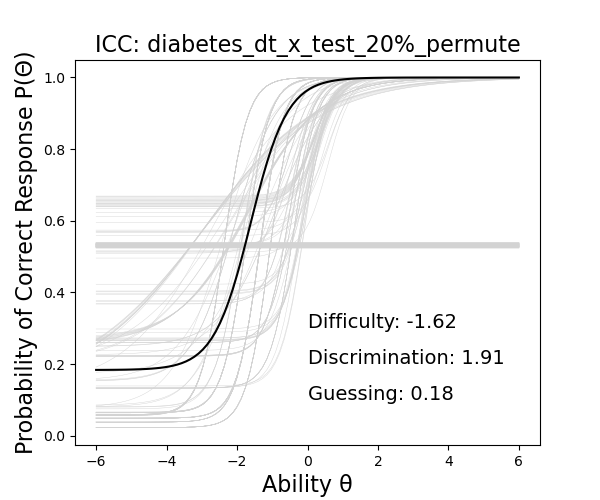 ICC: diabetes_dt_x_test_20%_permute
Probability of Correct Response P(Θ)
1.0
0.8
0.6
0.4
0.2
0.0
Difficulty: -1.62
Discrimination: 1.91
Guessing: 0.18
−6 −4 −2 0 2 4 6
Ability θ